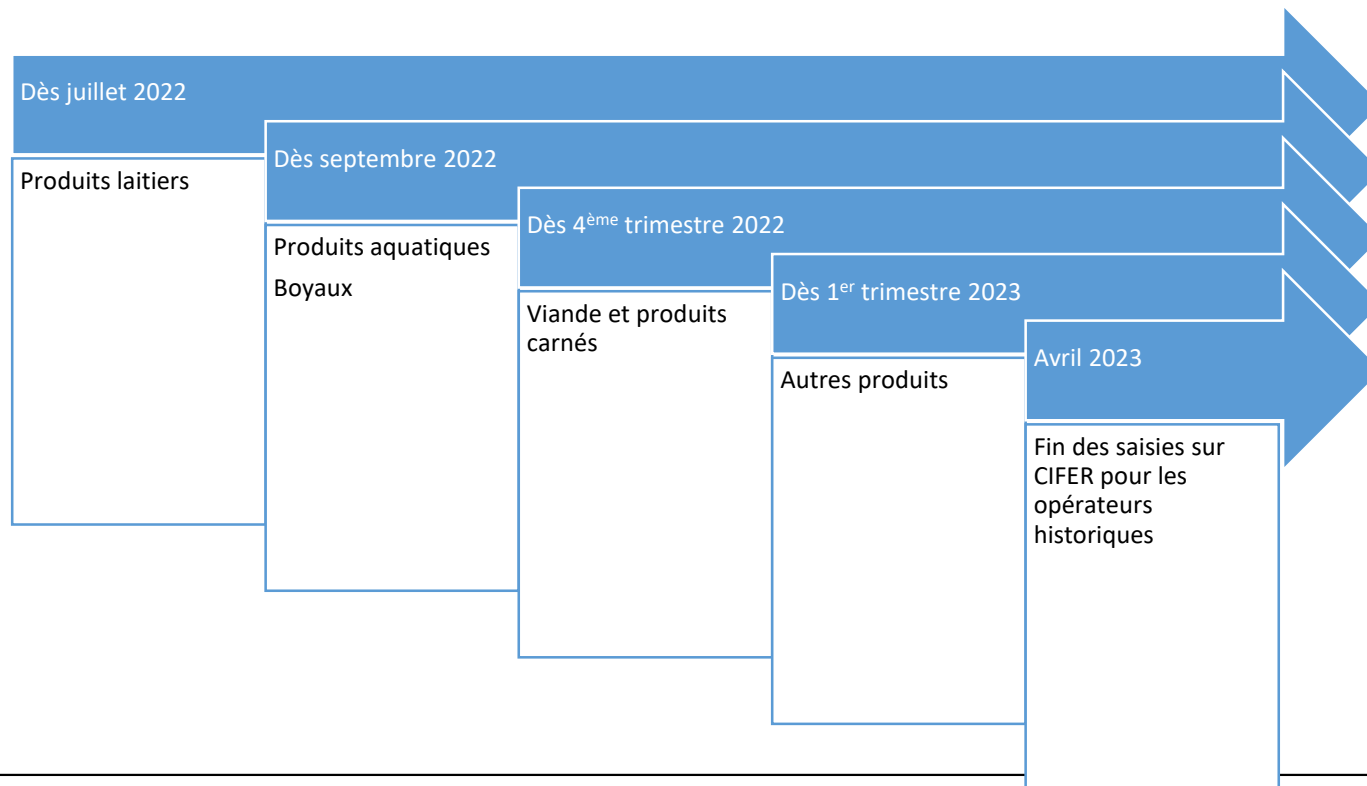 Dès juillet 2022
Produits laitiers
Dès septembre 2022
Produits aquatiques
Boyaux
Dès 4ème trimestre 2022
Viande et produits
carnés
Dès 1er trimestre 2023
Autres produits
Avril 2023
Fin des saisies sur
CIFER pour les
opérateurs
historiques